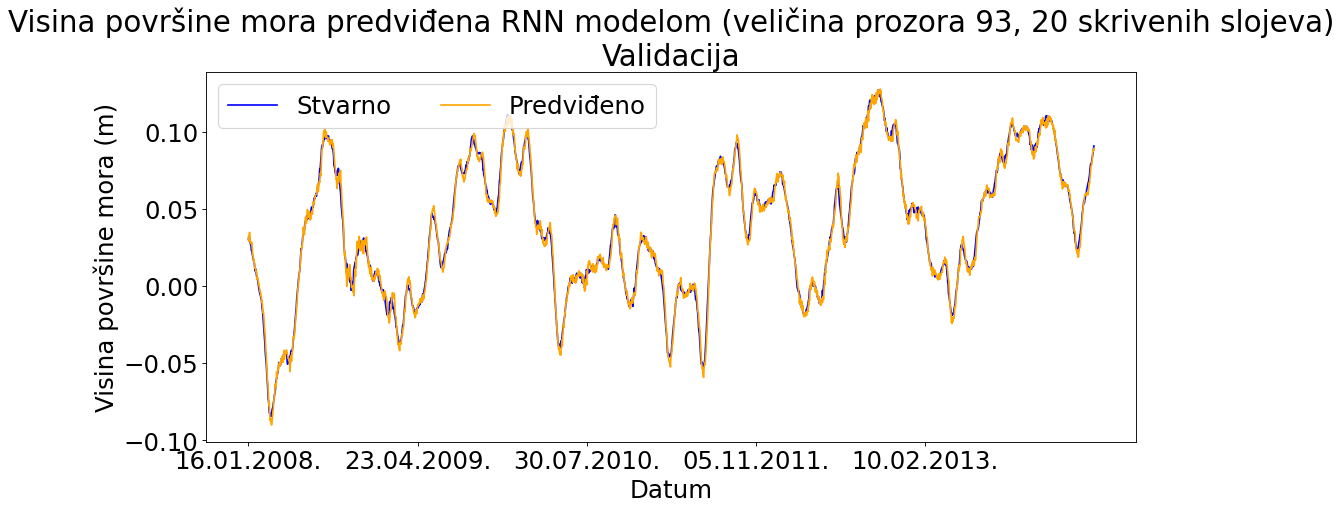 Visina površine mora predviđena RNN modelom (veličina prozora 93, 20 skrivenih slojeva)
Validacija
Stvarno Predviđeno
Visina površine mora (m)
0.10
0.05
0.00
−0.05
−0.10
16.01.2008. 23.04.2009. 30.07.2010. 05.11.2011. 10.02.2013.
Datum